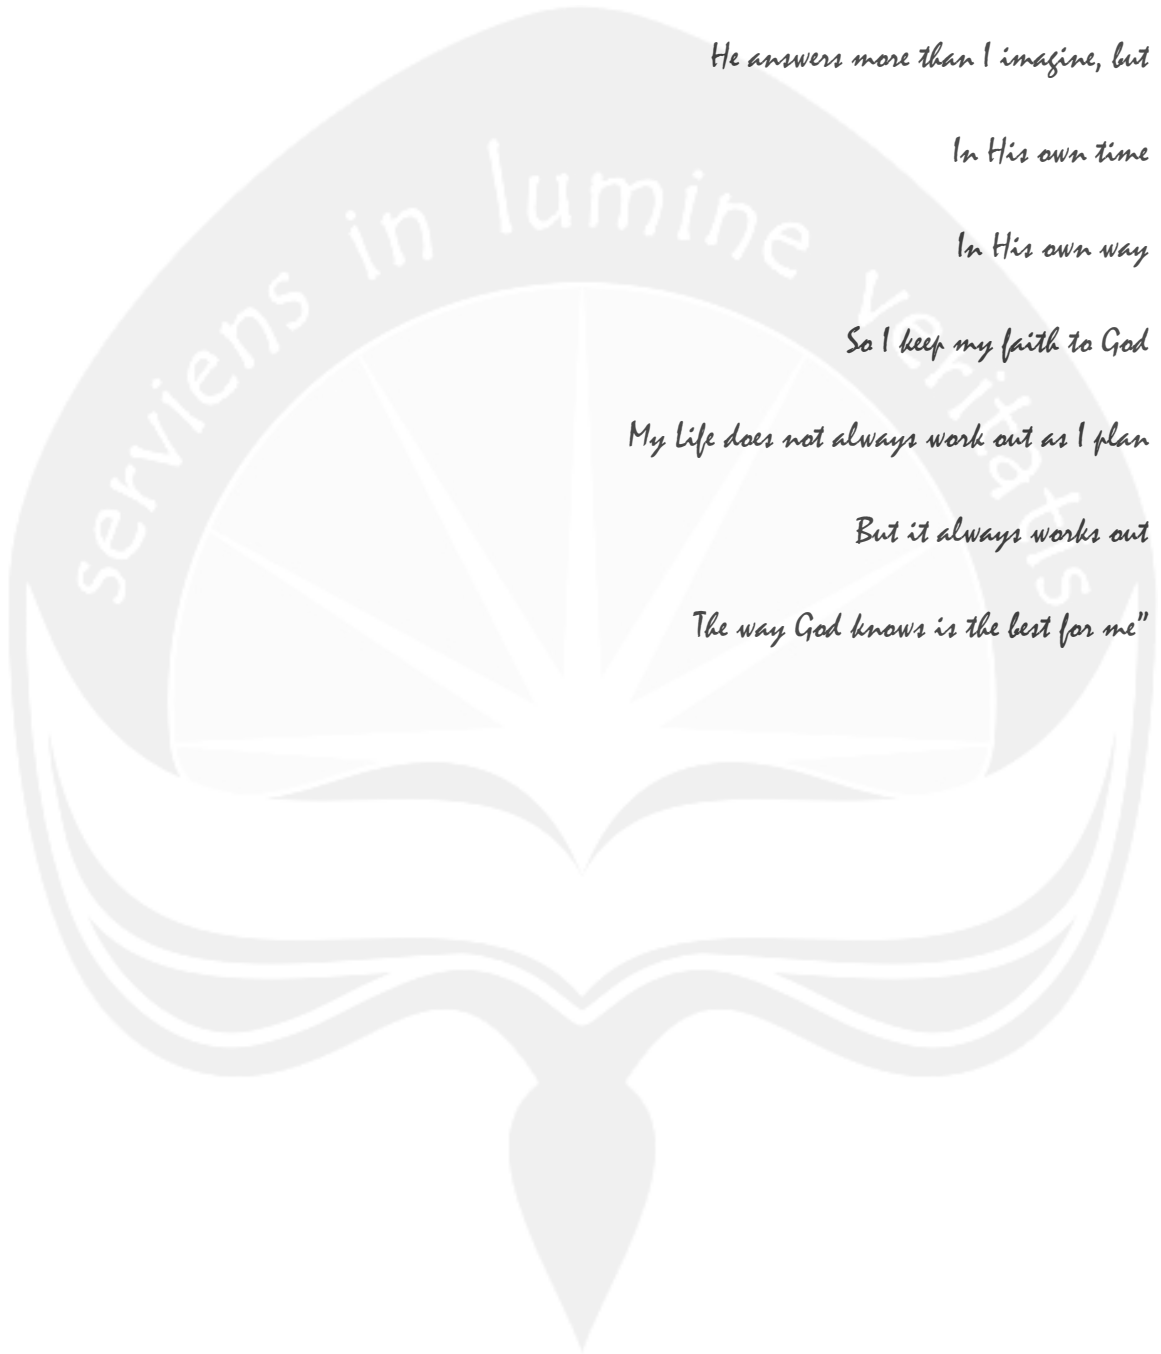 He answers more than I imagine, but
In His own time
serviens in lumine veritatis
In His own way
So I keep my faith to God
My Life does not always work out as I plan
But it always works out
The way God knows is the best for me”